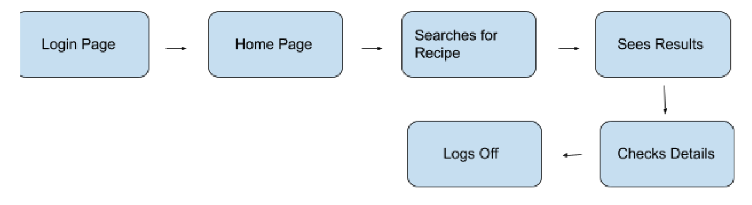 Login Page
Home Page
Searches for
Recipe
Sees Results
Checks Details
Logs Off